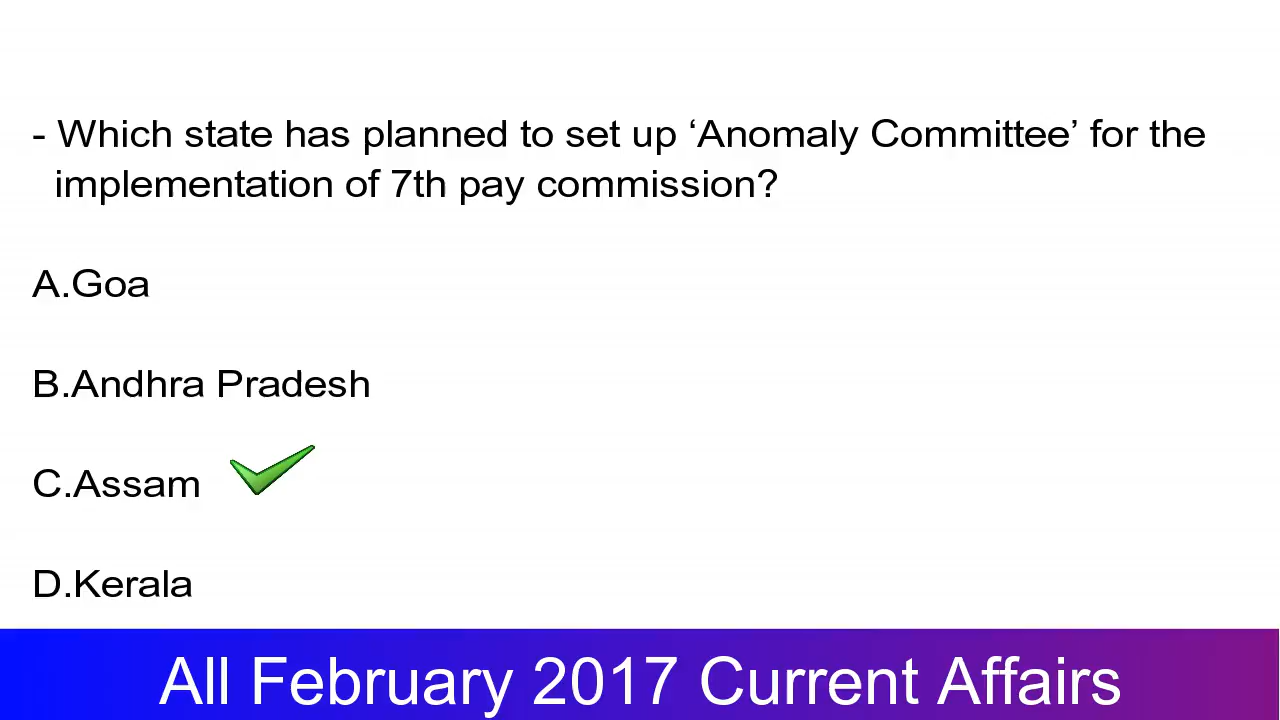 - Which state has planned to set up ‘Anomaly Committee’ for the
implementation of 7th pay commission?
A.Goa
B.Andhra Pradesh
C.Assam
D.Kerala
All February 2017 Current Affairs